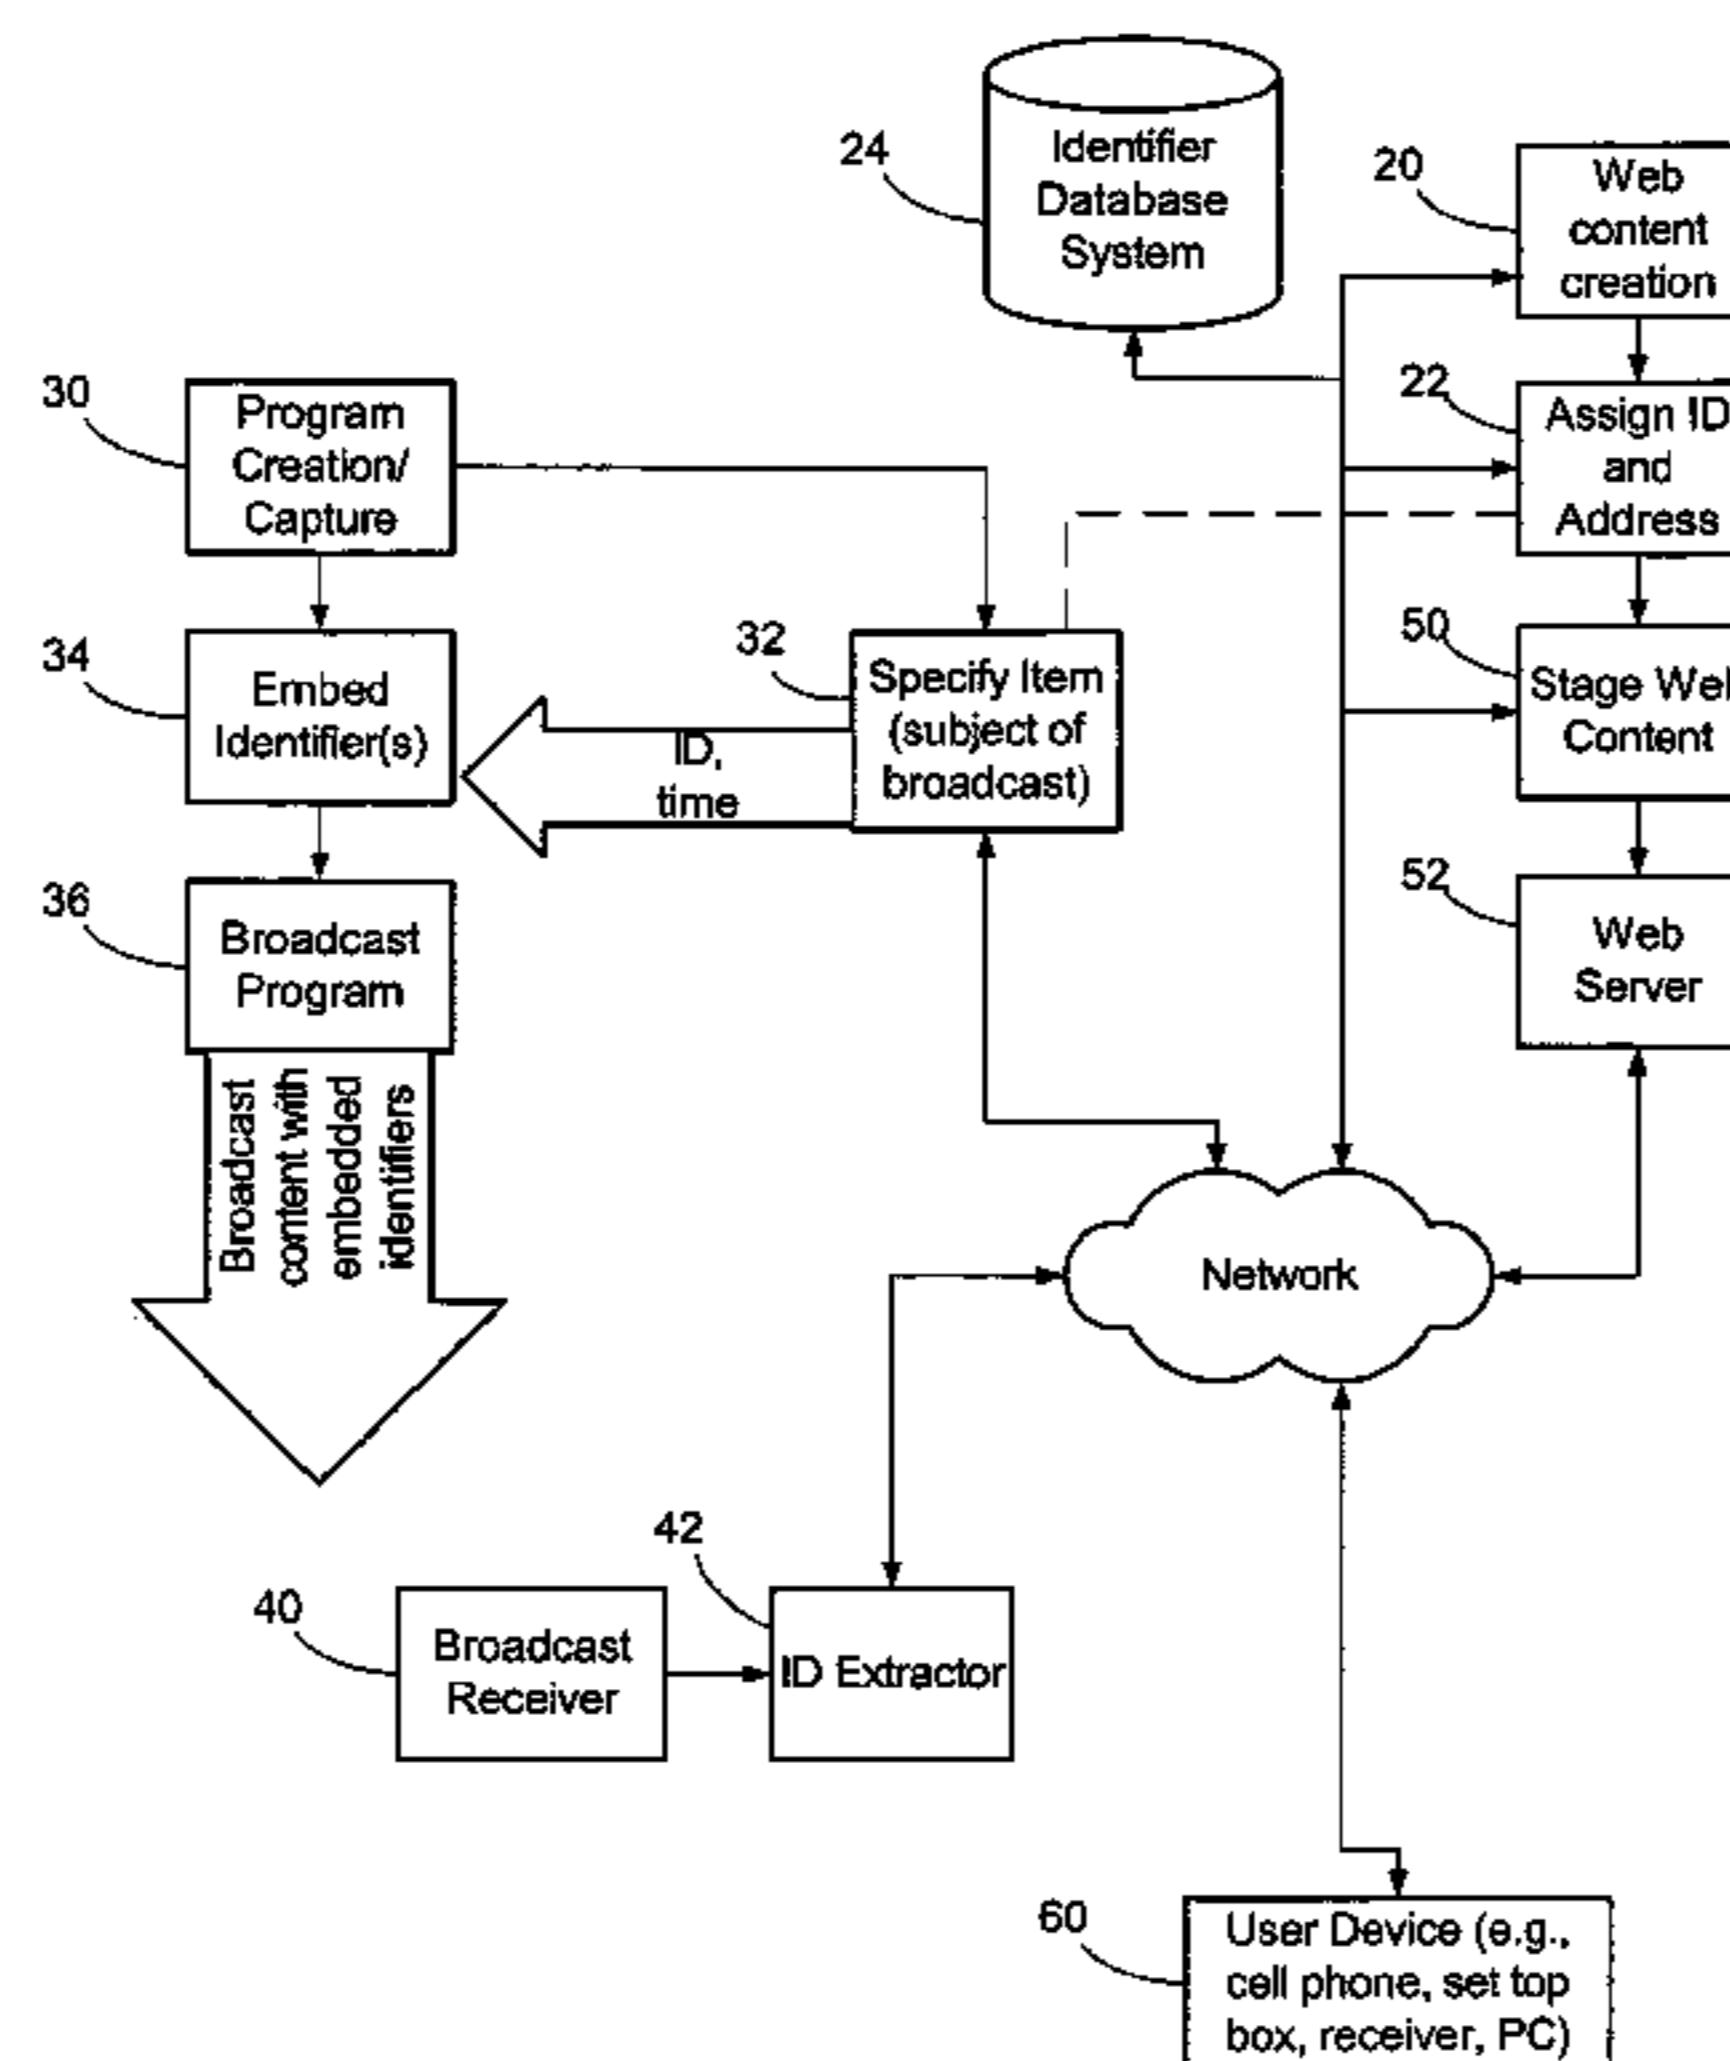 24
Identifier
Database
System
20
Web
content
creation
30
Program
Creation/
Capture
22
Assign ID
and
Address
34
Embed
Identifier(s)
ID,
time
32
Specify Item
(subject of
broadcast)
50
Stage Web
Content
36
Broadcast
Program
52
Web
Server
Broadcast
content with
embedded
identifiers
Network
42
40
Broadcast
Receiver
ID Extractor
60
User Device (e.g.,
cell phone, set top
box, receiver, PC)